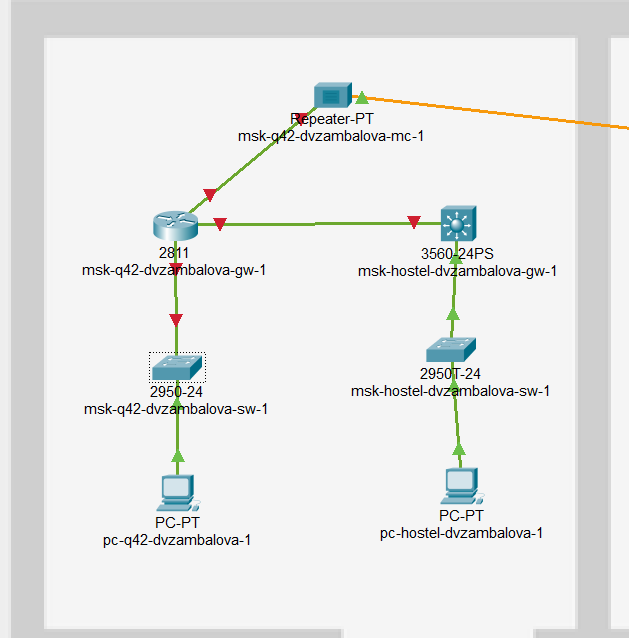 Repeater-PT
msk-q42-dvzambalova-mc-1
2811
msk-q42-dvzambalova-gw-1
3560-24PS
msk-hostel-dvzambalova-gw-1
2950-24
msk-q42-dvzambalova-sw-1
2950T-24
msk-hostel-dvzambalova-sw-1
PC-PT
pc-q42-dvzambalova-1
PC-PT
pc-hostel-dvzambalova-1